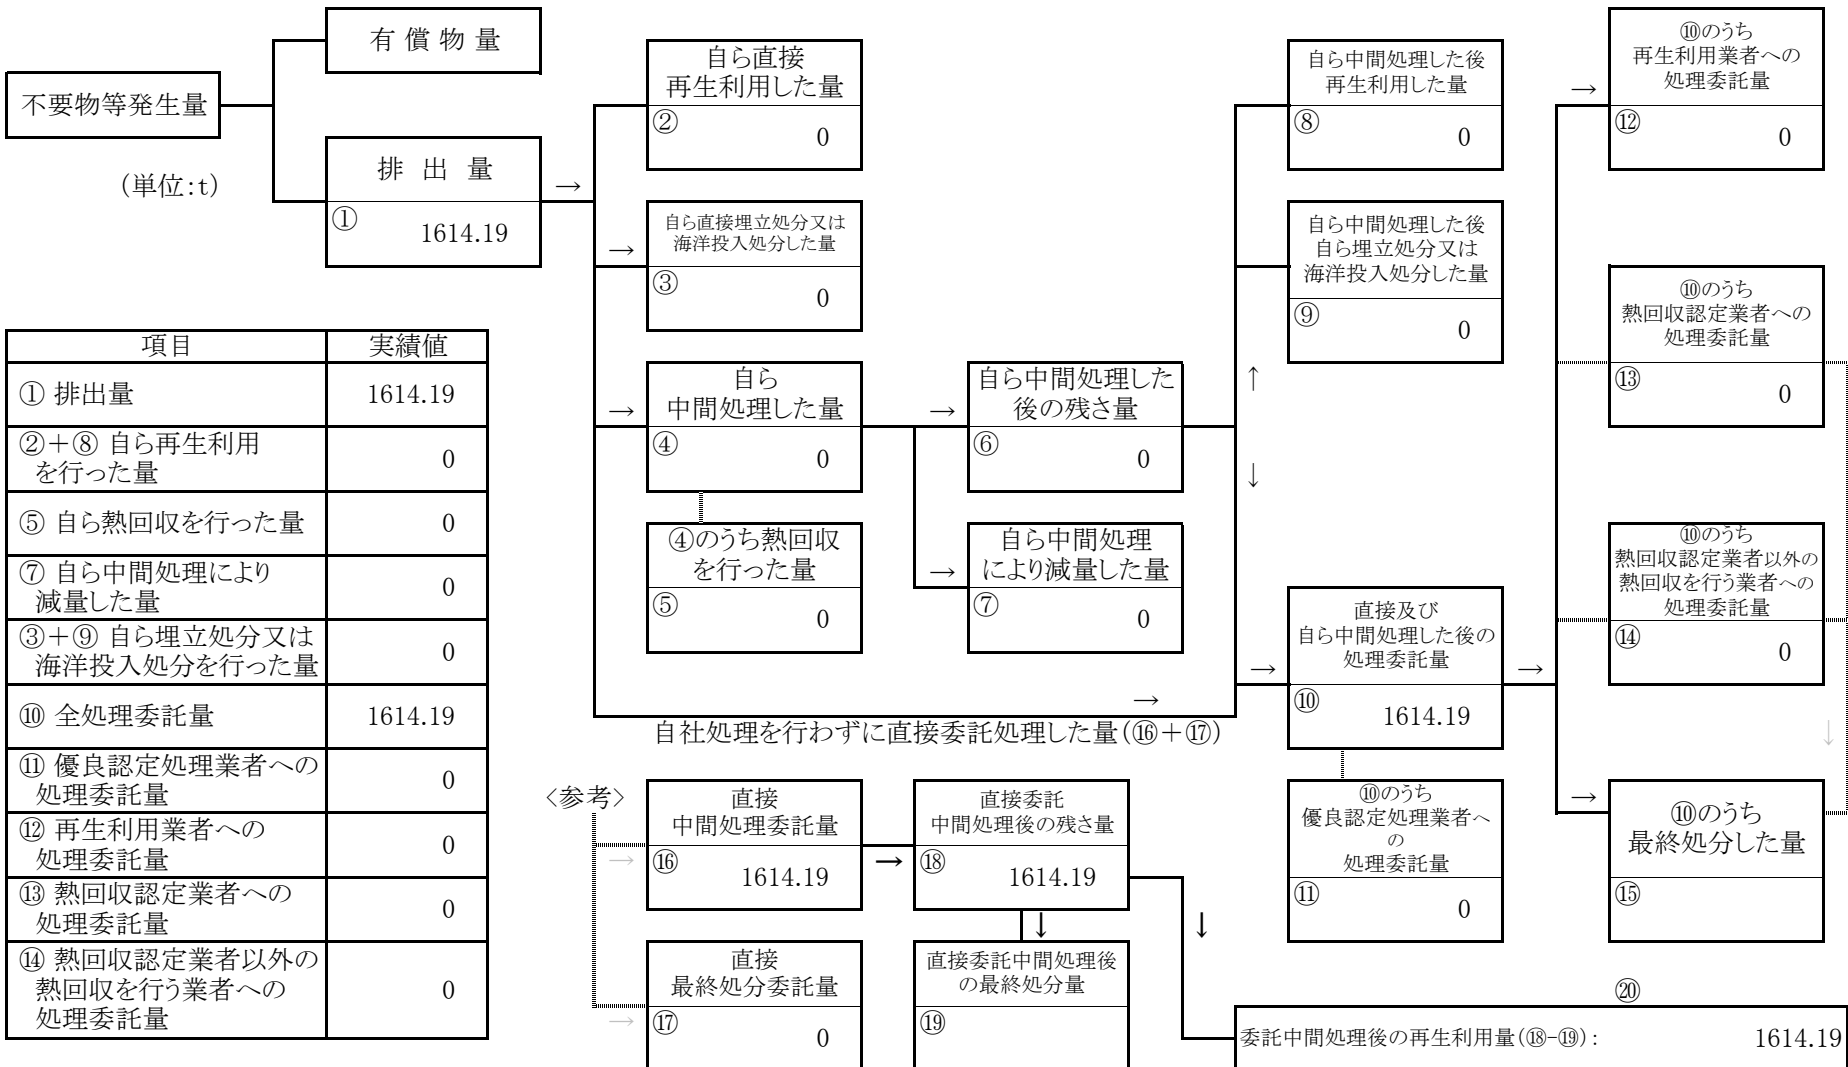 有 償 物 量
不要物等発生量
(単位:t)
排 出 量
①
1614.19
→
自ら直接
再生利用した量
②
0
→
自ら直接埋立処分又は
海洋投入処分した量
③
0
→
自ら
中間処理した量
④
0
④のうち熱回収
を行った量
⑤
0
→
自ら中間処理した
後の残さ量
⑥
0
→
自ら中間処理
により減量した量
⑦
0
自ら中間処理した後
再生利用した量
⑧
0
自ら中間処理した後
自ら埋立処分又は
海洋投入処分した量
⑨
0
↑
↓
→
自社処理を行わずに直接委託処理した量(⑯+⑰)
→
直接及び
自ら中間処理した後の
処理委託量
⑩
1614.19
→
⑩のうち
優良認定処理業者へ
の
処理委託量
⑪
0
→
⑩のうち
再生利用業者への
処理委託量
⑫
0
⑩のうち
熱回収認定業者への
処理委託量
⑬
0
⑩のうち
熱回収認定業者以外の
熱回収を行う業者への
処理委託量
⑭
0
↓
→
⑩のうち
最終処分した量
⑮
項目 実績値
① 排出量 1614.19
②+⑧ 自ら再生利用
を行った量 0
⑤ 自ら熱回収を行った量 0
⑦ 自ら中間処理により
減量した量 0
③+⑨ 自ら埋立処分又は
海洋投入処分を行った量 0
⑩ 全処理委託量 1614.19
⑪ 優良認定処理業者への
処理委託量 0
⑫ 再生利用業者への
処理委託量 0
⑬ 熱回収認定業者への
処理委託量 0
⑭ 熱回収認定業者以外の
熱回収を行う業者への
処理委託量 0
<参考>
→
直接
中間処理委託量
⑯
1614.19
→
直接委託
中間処理後の残さ量
⑱
1614.19
↓
↓
→
直接
最終処分委託量
⑰
0
直接委託中間処理後
の最終処分量
⑲
⑳
委託中間処理後の再生利用量(⑱-⑲): 1614.19